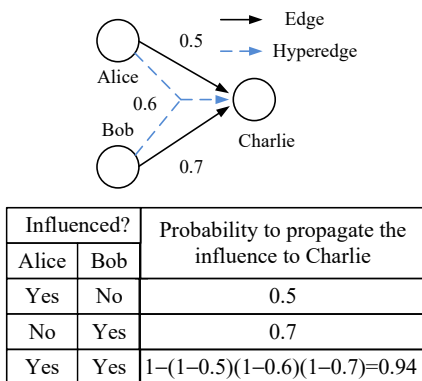 Edge
Hyperedge
0.5
Alice
0.6
Bob
Charlie
0.7
Influenced?
Probability to propagate the
influence to Charlie
Alice Bob
Yes No 0.5
No Yes 0.7
Yes Yes 1−(1−0.5)(1−0.6)(1−0.7)=0.94